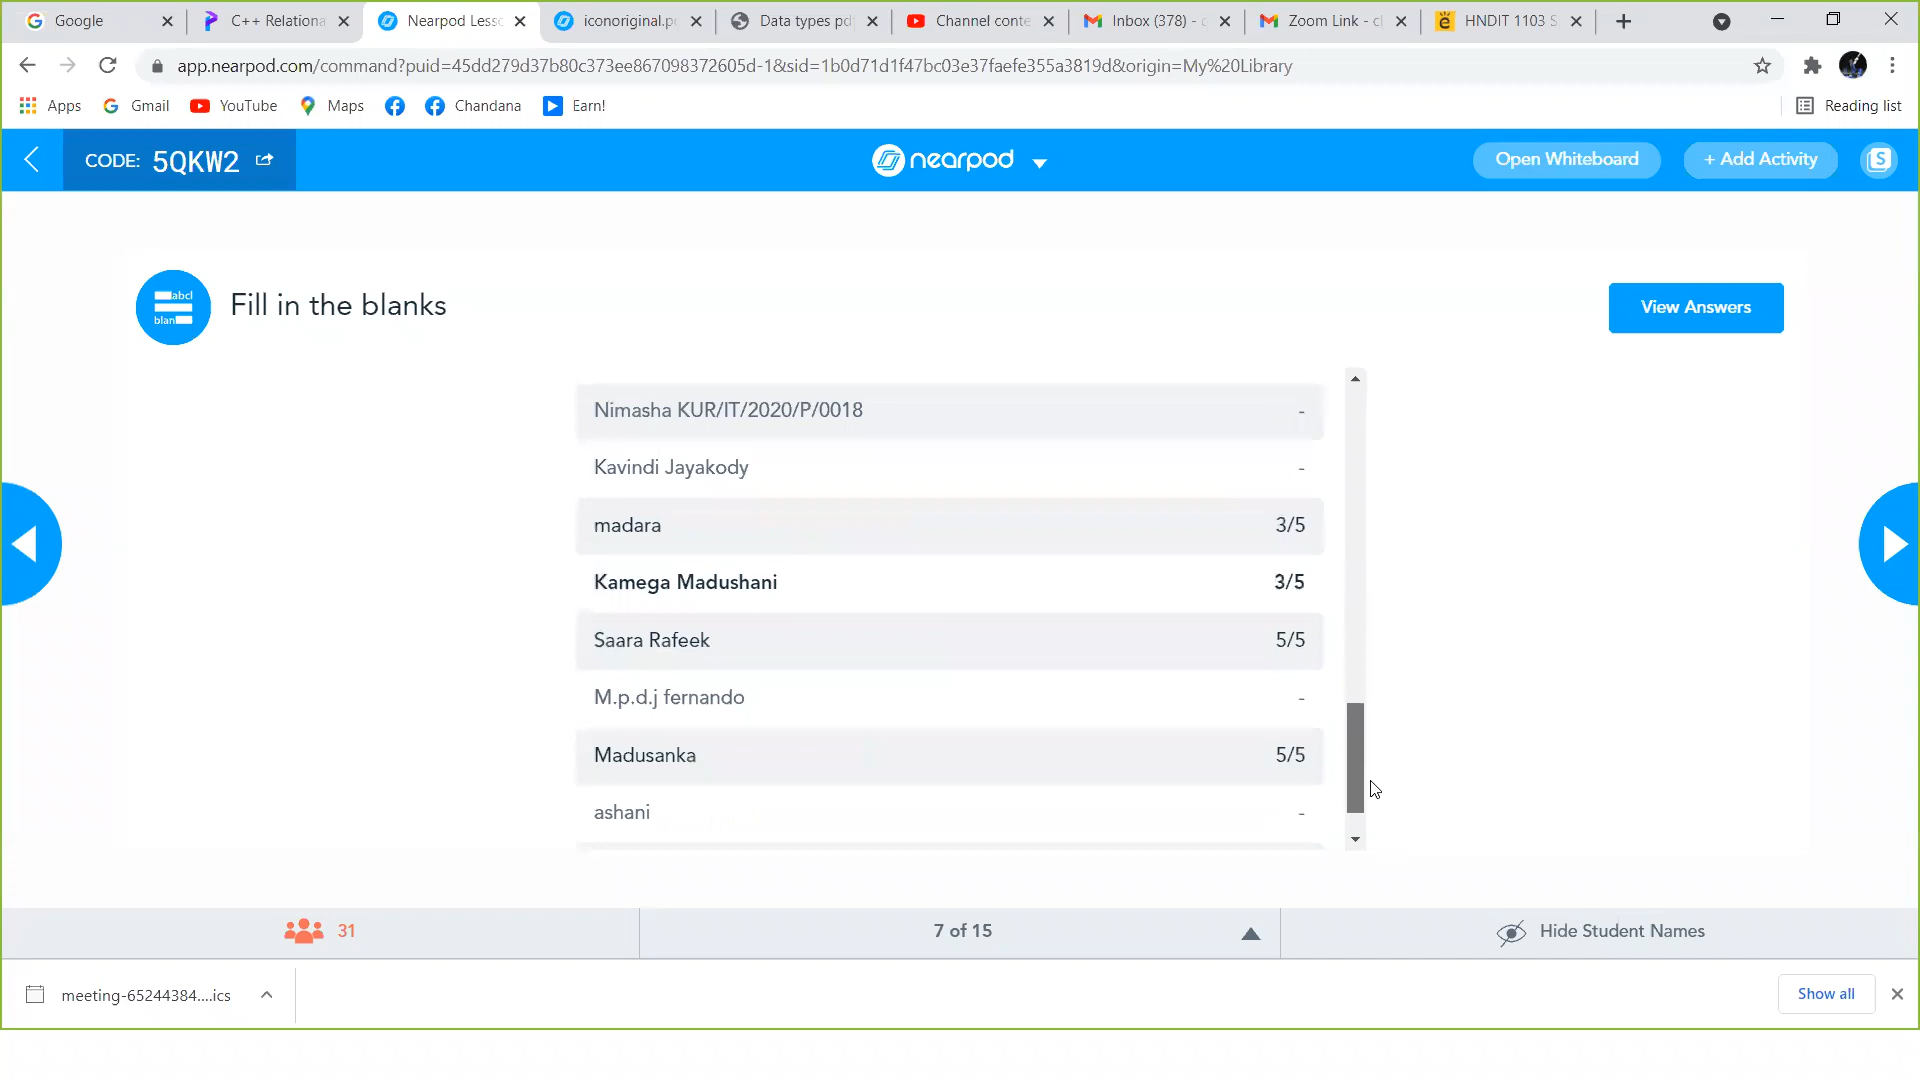 Google
C++ Relationa
Nearpod Lesso
iconoriginal.p
Data types pd
Channel conte
Inbox (378) - c
Zoom Link - c
HNDIT 1103 S
app.nearpod.com/command?puid=45dd279d37b80c373ee867098372605d-1&sid=1b0d71d1f47bc03e37faefe355a3819d&origin=My%20Library
Apps
Gmail
YouTube
Maps
Chandana
Earn!
Reading list
CODE: 5QKW2
nearpod
Open Whiteboard
+ Add Activity
S
abcl
blan
Fill in the blanks
View Answers
Nimasha KUR/IT/2020/P/0018 -
Kavindi Jayakody -
madara 3/5
Kamega Madushani 3/5
Saara Rafeek 5/5
M.p.d.j fernando -
Madusanka 5/5
ashani -
31
7 of 15
Hide Student Names
meeting-65244384....ics
Show all